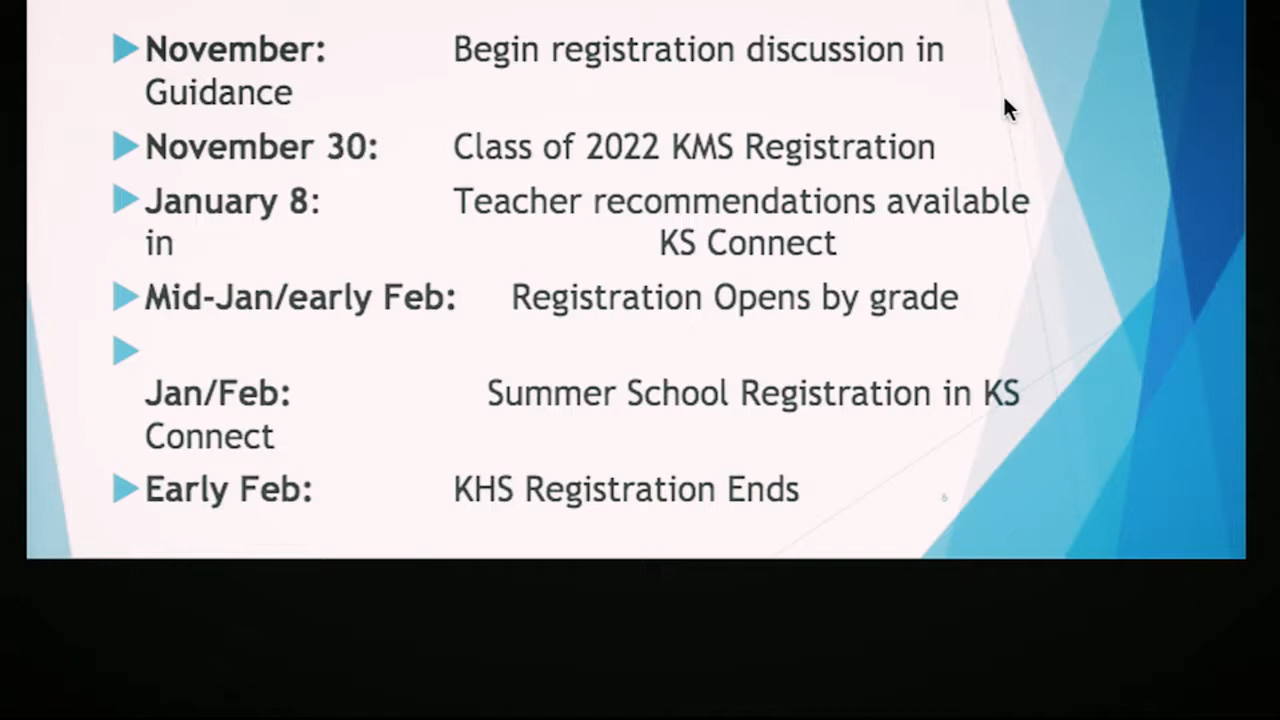 November: Begin registration discussion in
Guidance
November 30: Class of 2022 KMS Registration
January 8: Teacher recommendations available
in KS Connect
Mid-Jan/early Feb: Registration Opens by grade
Jan/Feb: Summer School Registration in KS
Connect
Early Feb: KHS Registration Ends
6